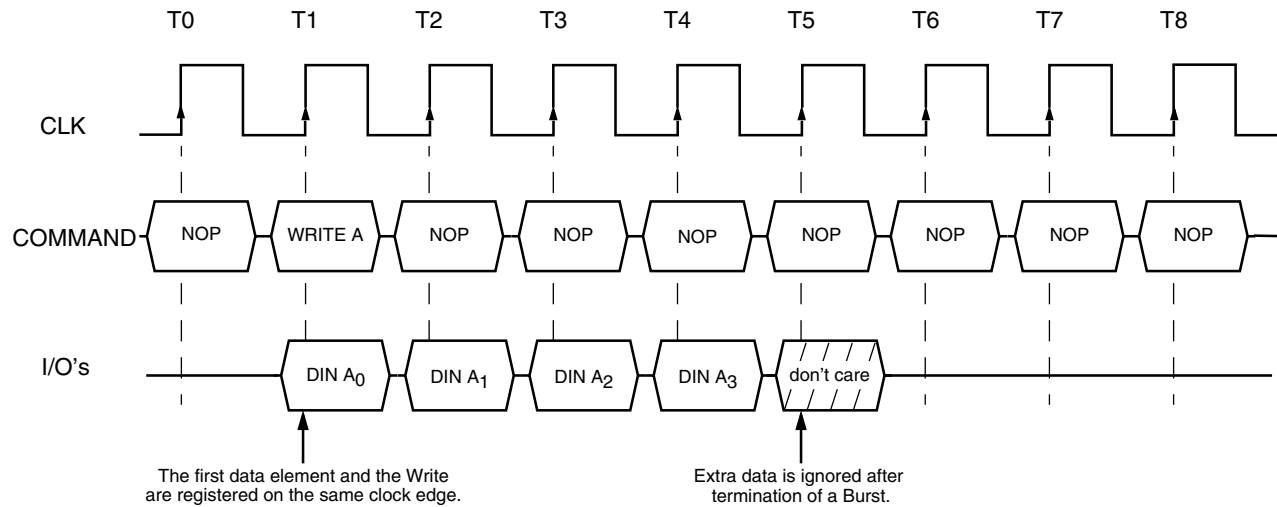 T0 T1 T2 T3 T4 T5 T6 T7 T8
CLK
COMMAND NOP WRITE A NOP NOP NOP NOP NOP NOP NOP
I/O's DIN A0 DIN A1 DIN A2 DIN A3 don't care
The first data element and the Write
are registered on the same clock edge.
Extra data is ignored after
termination of a Burst.